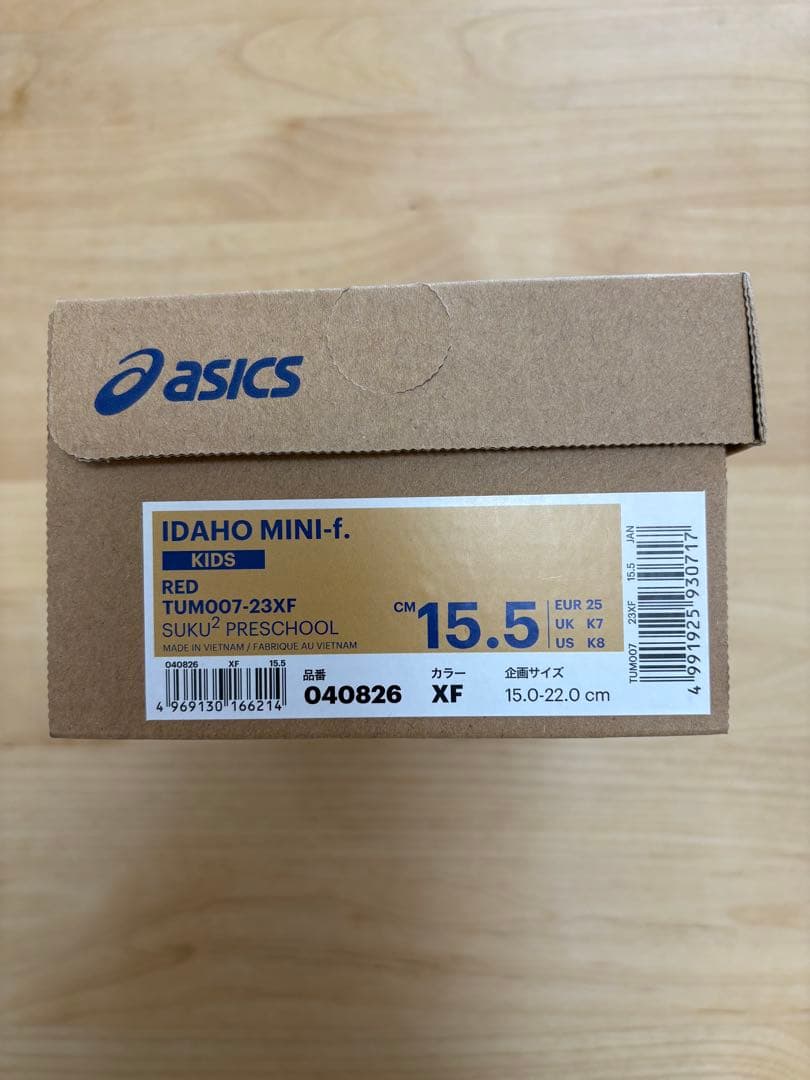 asics
IDAHO MINI-f.
KIDS
RED
TUM007-23XF
SUKU² PRESCHOOL
MADE IN VIETNAM / FABRIQUE AU VIETNAM
CM 15.5
EUR 25
UK K7
US K8
040826 XF 15.5
4 969130 166214
品番
040826
カラー
XF
企画サイズ
15.0-22.0 cm
TUM007 23XF 15.5 JAN
4 991925 930717